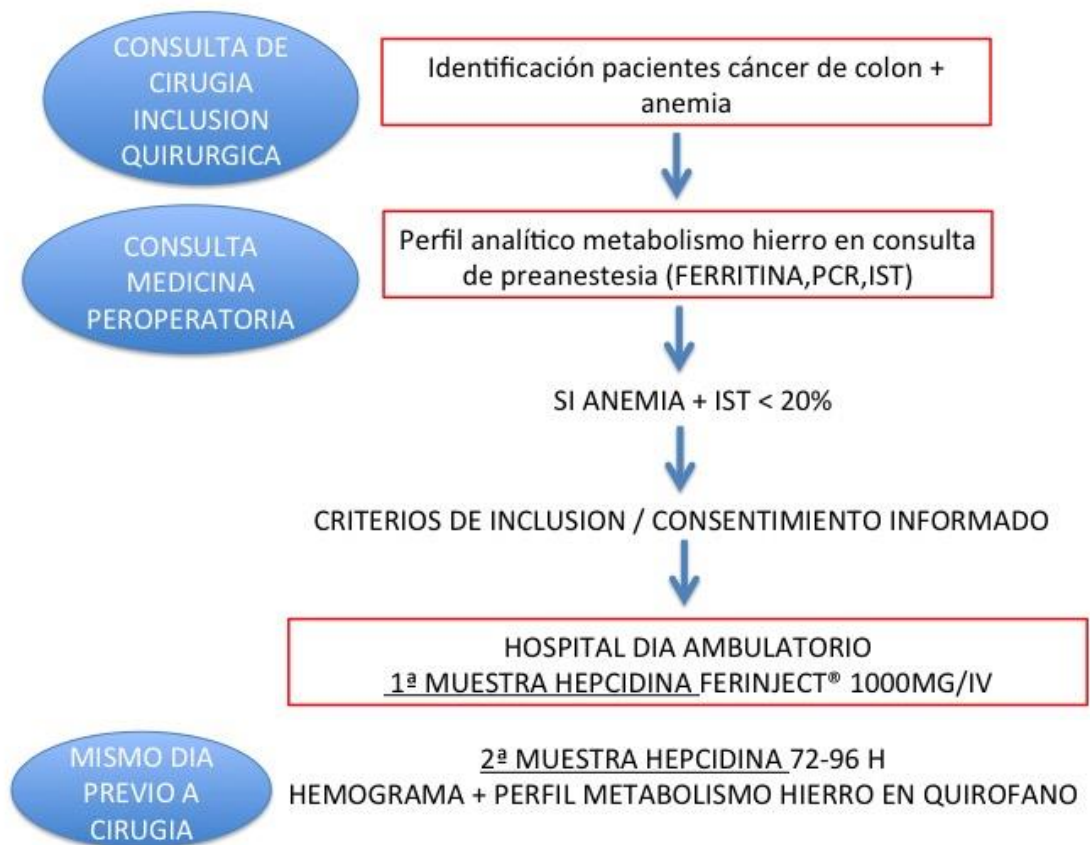 CONSULTA DE
CIRUGIA
INCLUSION
QUIRURGICA
Identificación pacientes cáncer de colon +
anemia
CONSULTA
MEDICINA
PEROPERATORIA
Perfil analítico metabolismo hierro en consulta
de preanestesia (FERRITINA,PCR,IST)
SI ANEMIA + IST < 20%
CRITERIOS DE INCLUSION / CONSENTIMIENTO INFORMADO
HOSPITAL DIA AMBULATORIO
1ª MUESTRA HEPCIDINA FERINJECT® 1000MG/IV
MISMO DIA
PREVIO A
CIRUGIA
2ª MUESTRA HEPCIDINA 72-96 H
HEMOGRAMA + PERFIL METABOLISMO HIERRO EN QUIROFANO